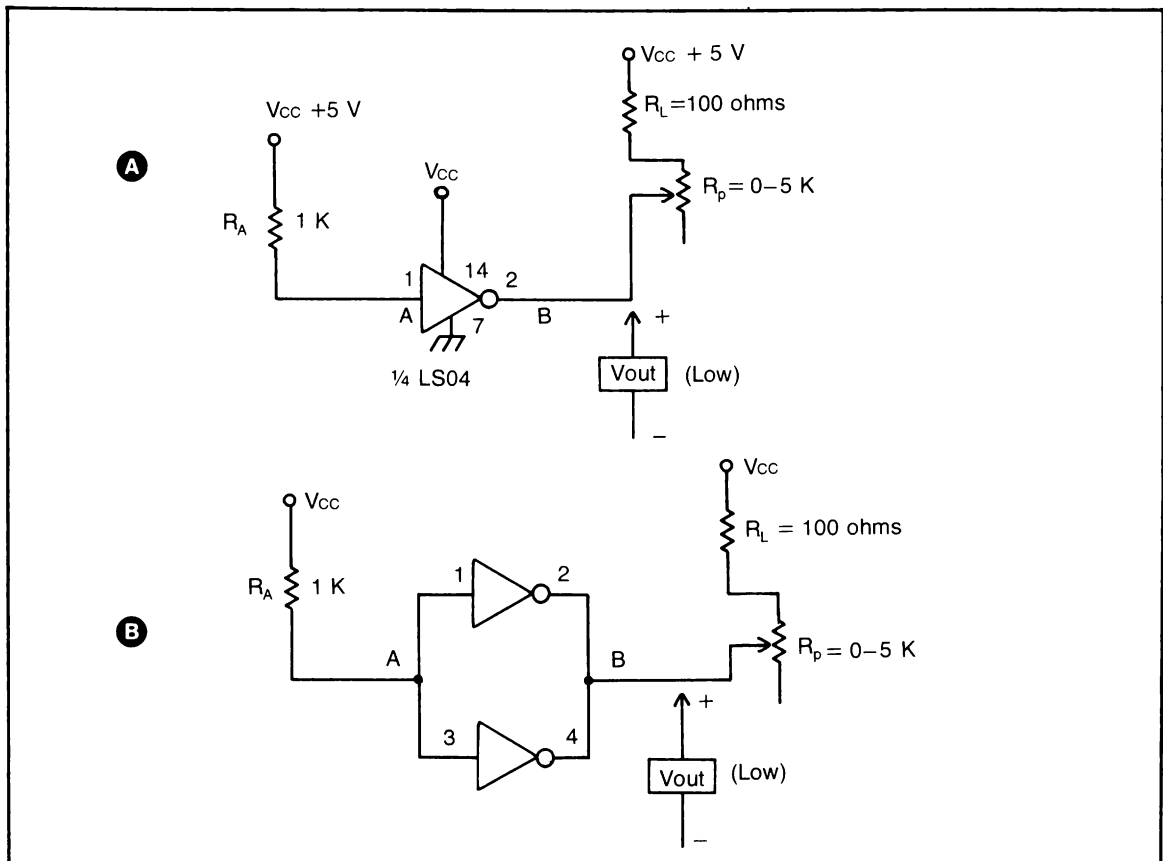 A
Vcc +5 V
RA 1 K
Vcc
1
A
14
7
2
B
¼ LS04
Vcc + 5 V
RL =100 ohms
Rp = 0–5 K
+
Vout (Low)
–
B
Vcc
RA 1 K
A
1
2
3
4
B
Vcc
RL = 100 ohms
Rp = 0–5 K
+
Vout (Low)
–